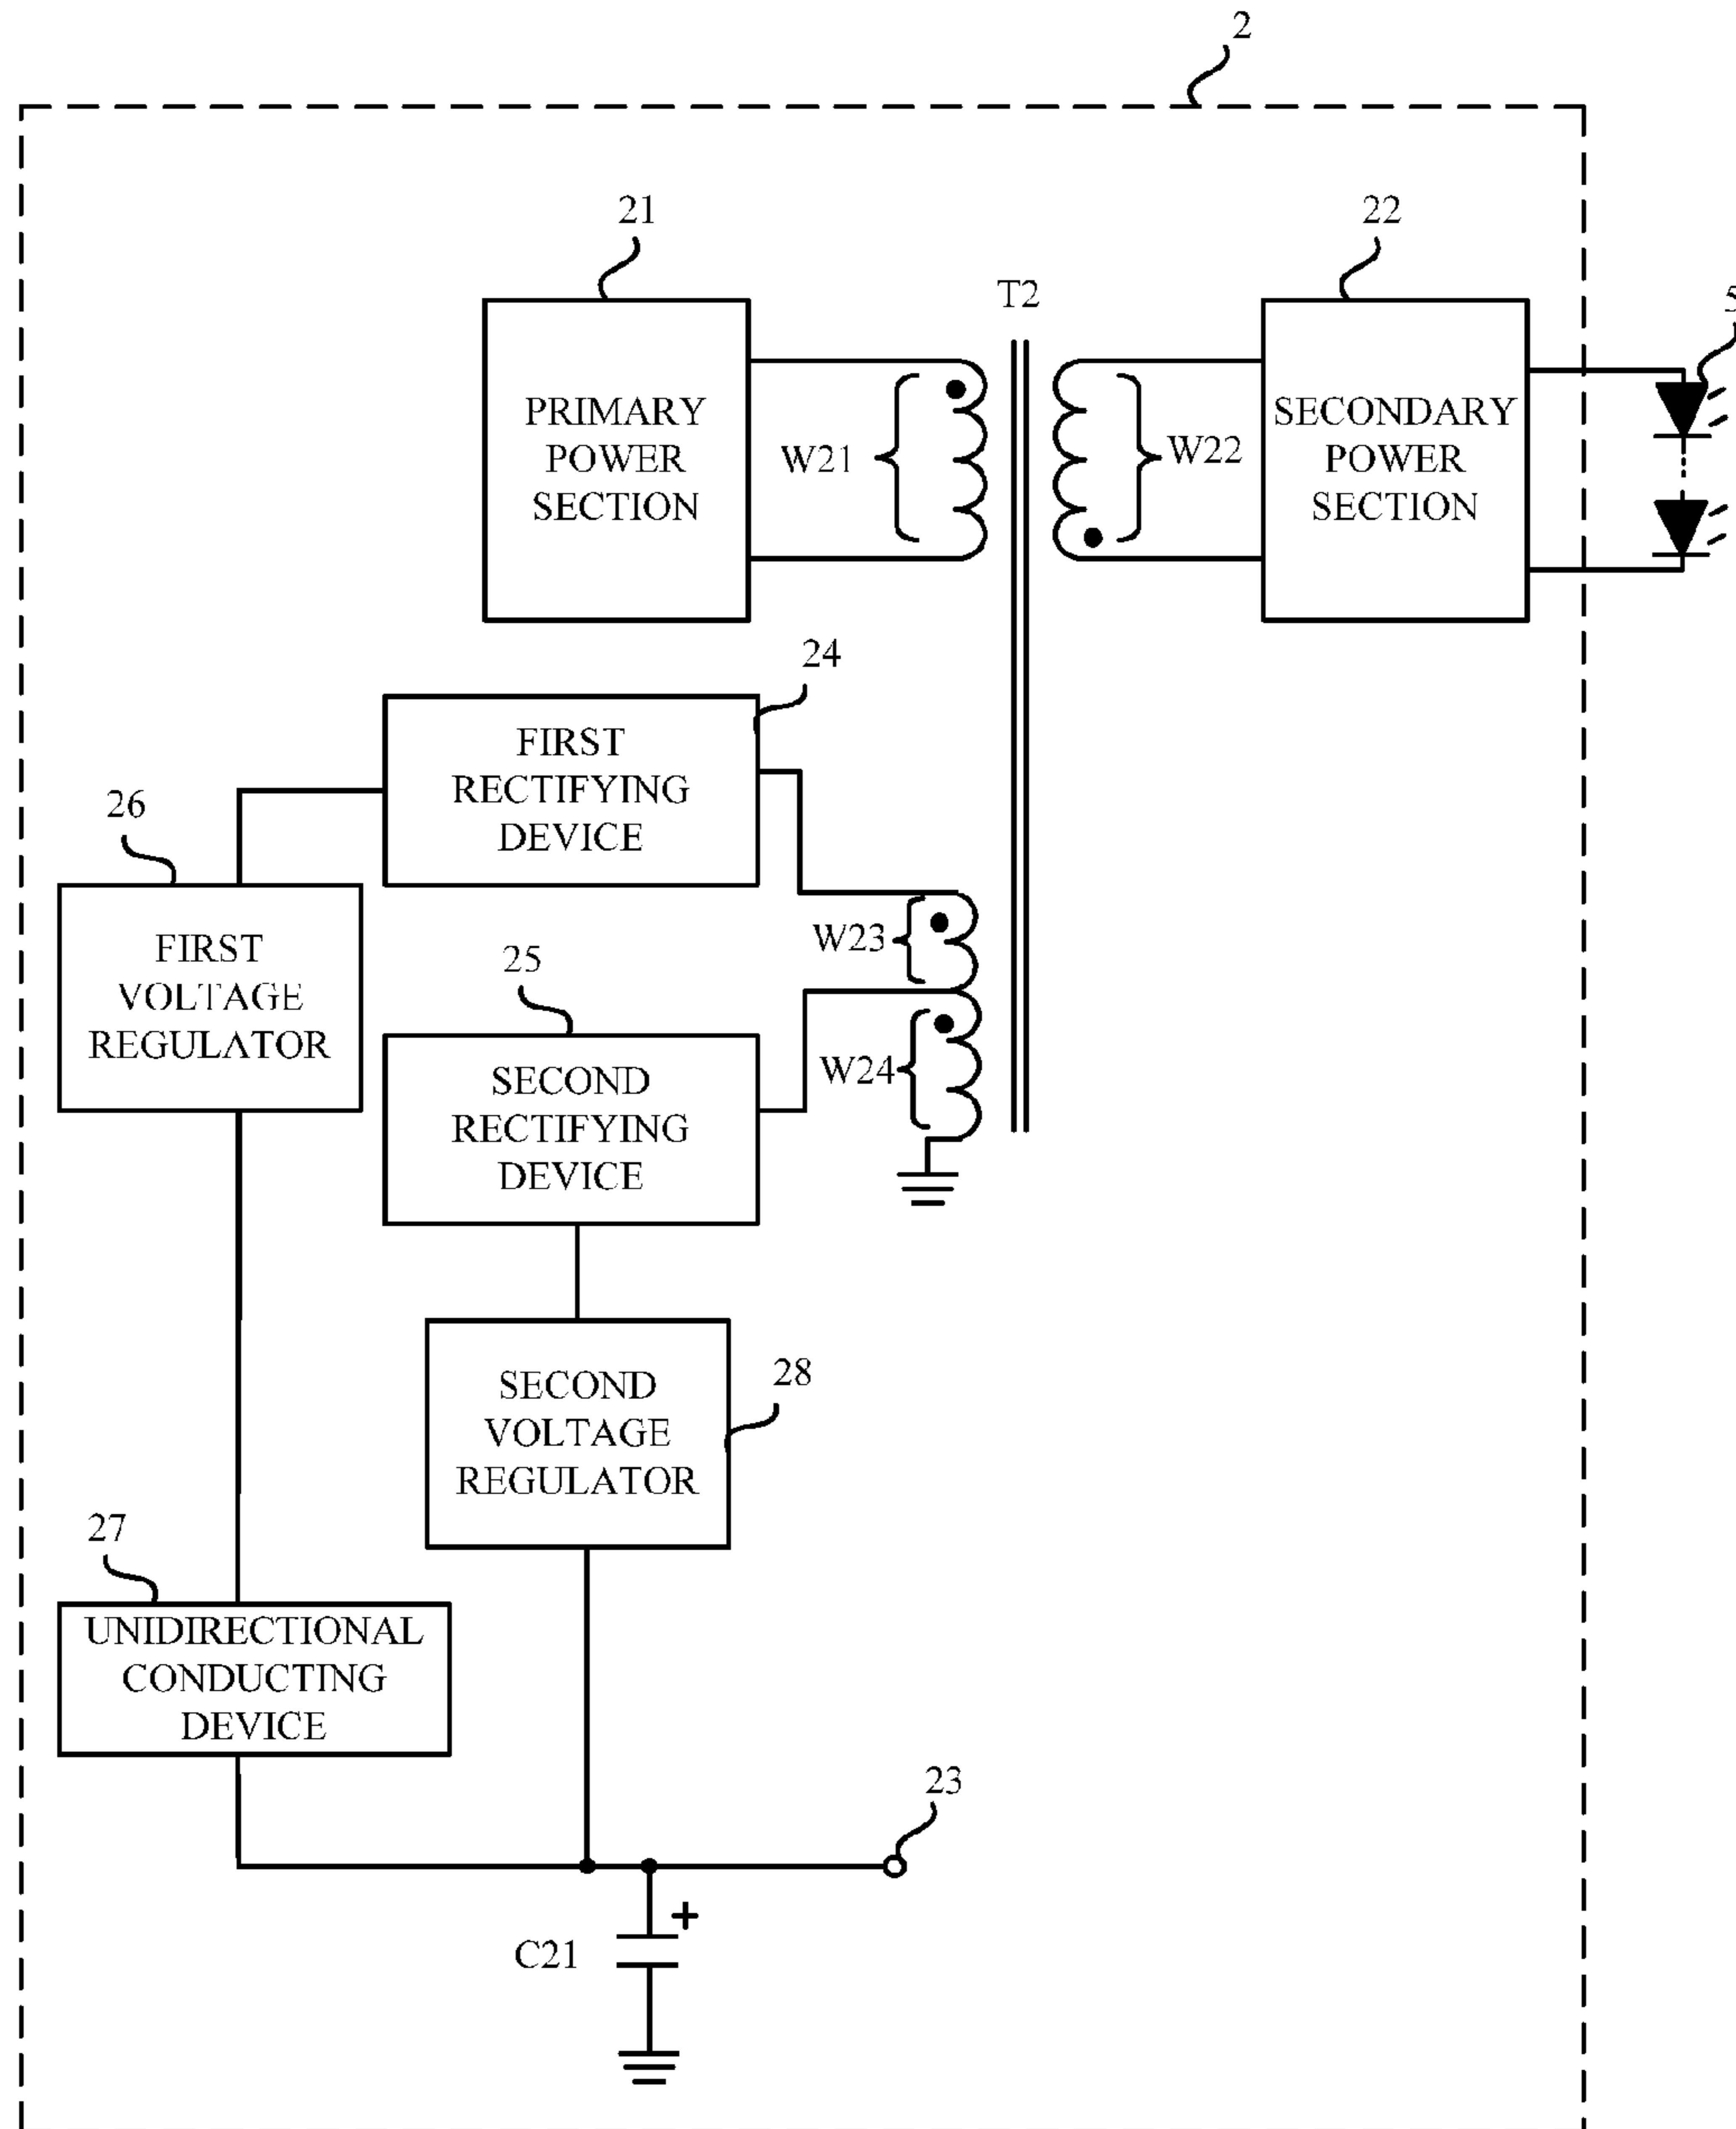 2
21
22
T2
5
PRIMARY
POWER
SECTION
W21
W22
SECONDARY
POWER
SECTION
24
FIRST
RECTIFYING
DEVICE
26
FIRST
VOLTAGE
REGULATOR
W23
25
SECOND
RECTIFYING
DEVICE
W24
SECOND
VOLTAGE
REGULATOR
28
27
UNIDIRECTIONAL
CONDUCTING
DEVICE
23
+
C21